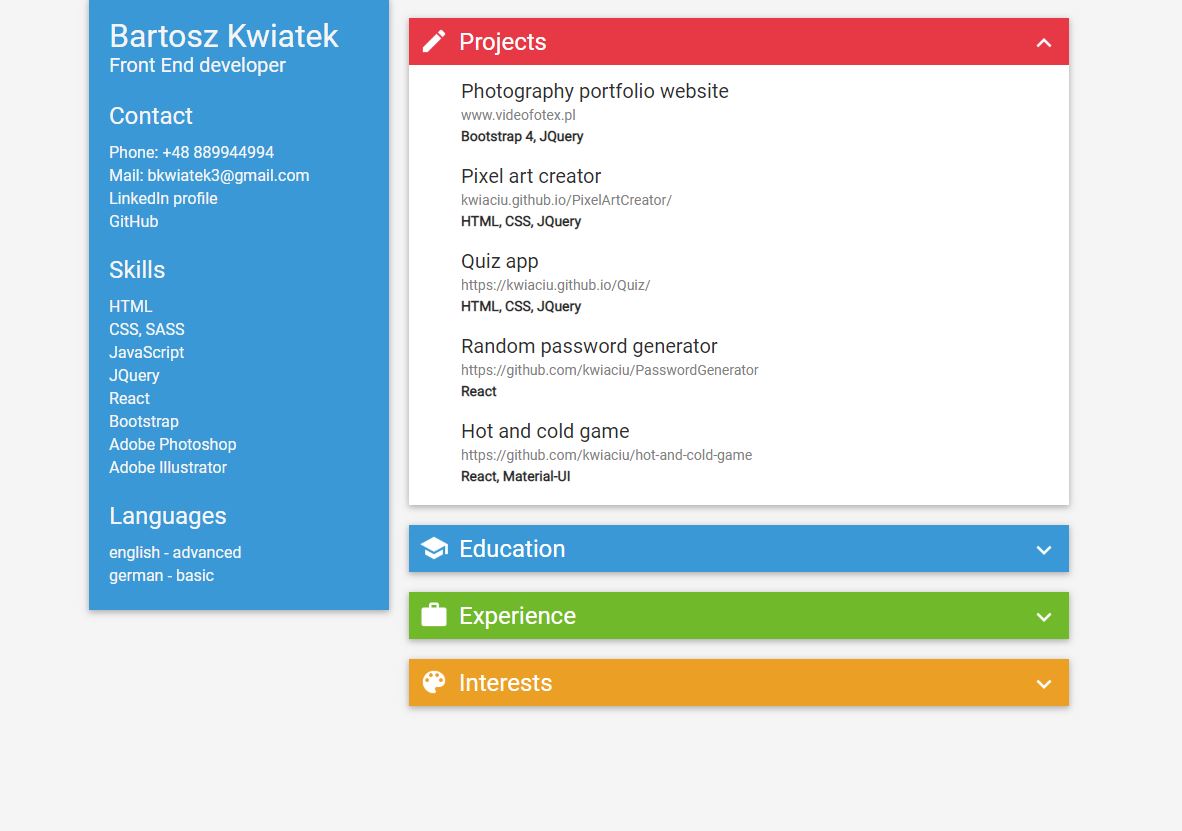 Bartosz Kwiatek
Front End developer
Contact
Phone: +48 889944994
Mail: bkwiatek3@gmail.com
LinkedIn profile
GitHub
Skills
HTML
CSS, SASS
JavaScript
JQuery
React
Bootstrap
Adobe Photoshop
Adobe Illustrator
Languages
english - advanced
german - basic
Projects
Photography portfolio website
www.videofotex.pl
Bootstrap 4, JQuery
Pixel art creator
kwiaciu.github.io/PixelArtCreator/
HTML, CSS, JQuery
Quiz app
https://kwiaciu.github.io/Quiz/
HTML, CSS, JQuery
Random password generator
https://github.com/kwiaciu/PasswordGenerator
React
Hot and cold game
https://github.com/kwiaciu/hot-and-cold-game
React, Material-UI
Education
Experience
Interests